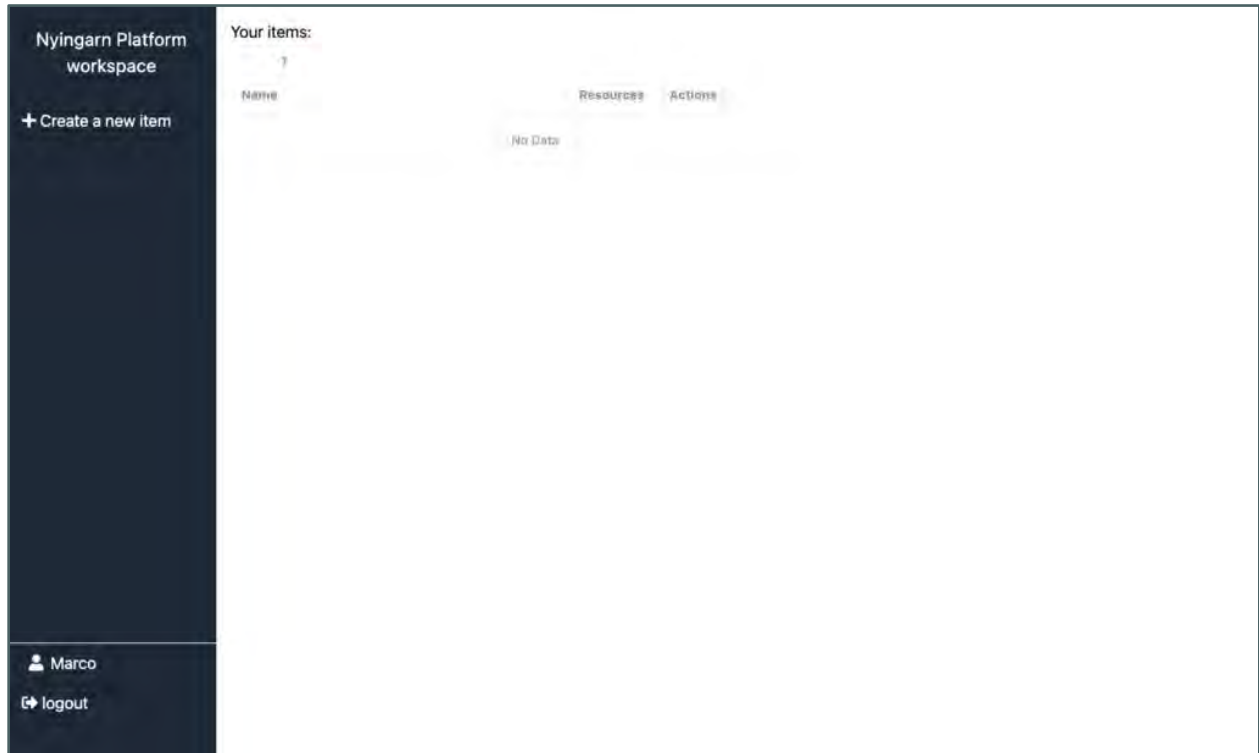 Nyingarn Platform
workspace
Create a new item
Your items:
Name Resources Actions
No Data
Marco
logout